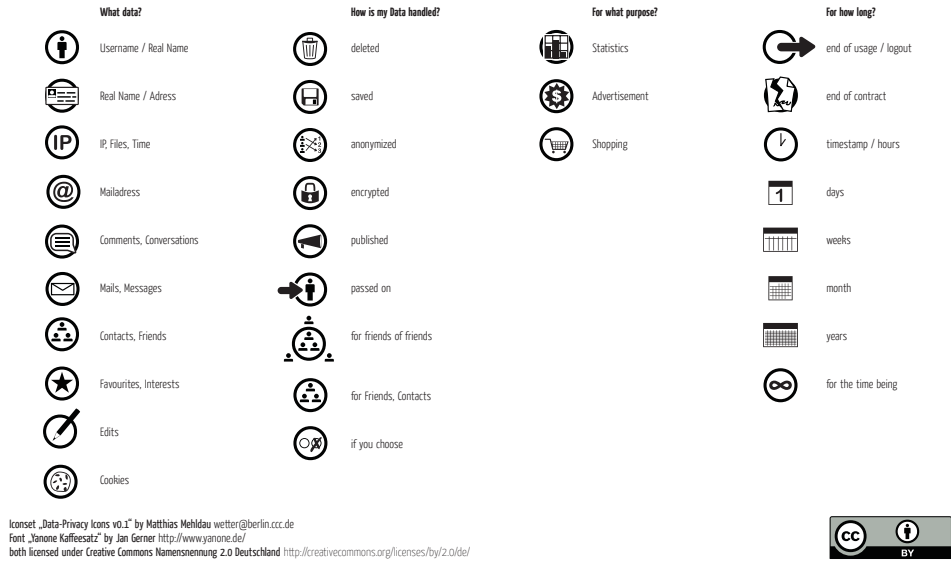 What data?
Username / Real Name
Real Name / Adress
IP
IP, Files, Time
@
Mailadress
Comments, Conversations
Mails, Messages
Contacts, Friends
Favourites, Interests
Edits
Cookies
How is my Data handled?
deleted
saved
1
2
3
anonymized
encrypted
published
passed on
for friends of friends
for Friends, Contacts
if you choose
For what purpose?
Statistics
$
Advertisement
Shopping
For how long?
end of usage / logout
end of contract
timestamp / hours
1
days
weeks
month
years
for the time being
Iconset „Data-Privacy Icons v0.1“ by Matthias Mehldau wetter@berlin.ccc.de
Font „Yanone Kaffeesatz“ by Jan Gerner http://www.yanone.de/
both licensed under Creative Commons Namensnennung 2.0 Deutschland http://creativecommons.org/licenses/by/2.0/de/
cc
BY